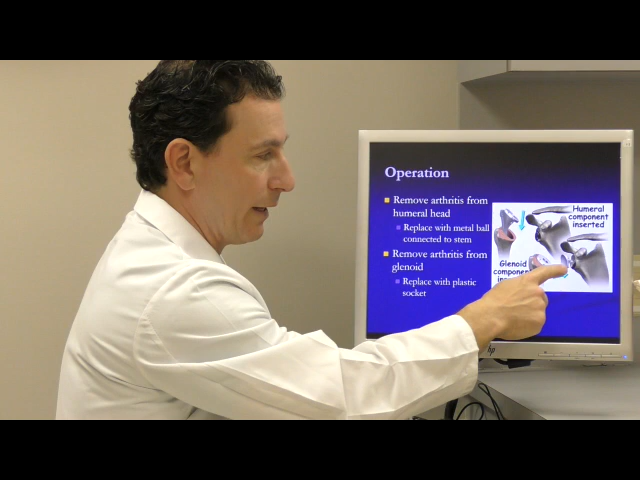 Operation
Remove arthritis from
humeral head
Replace with metal ball
connected to stem
Remove arthritis from
glenoid
Replace with plastic
socket
Humeral
component
inserted
Glenoid
component
hp